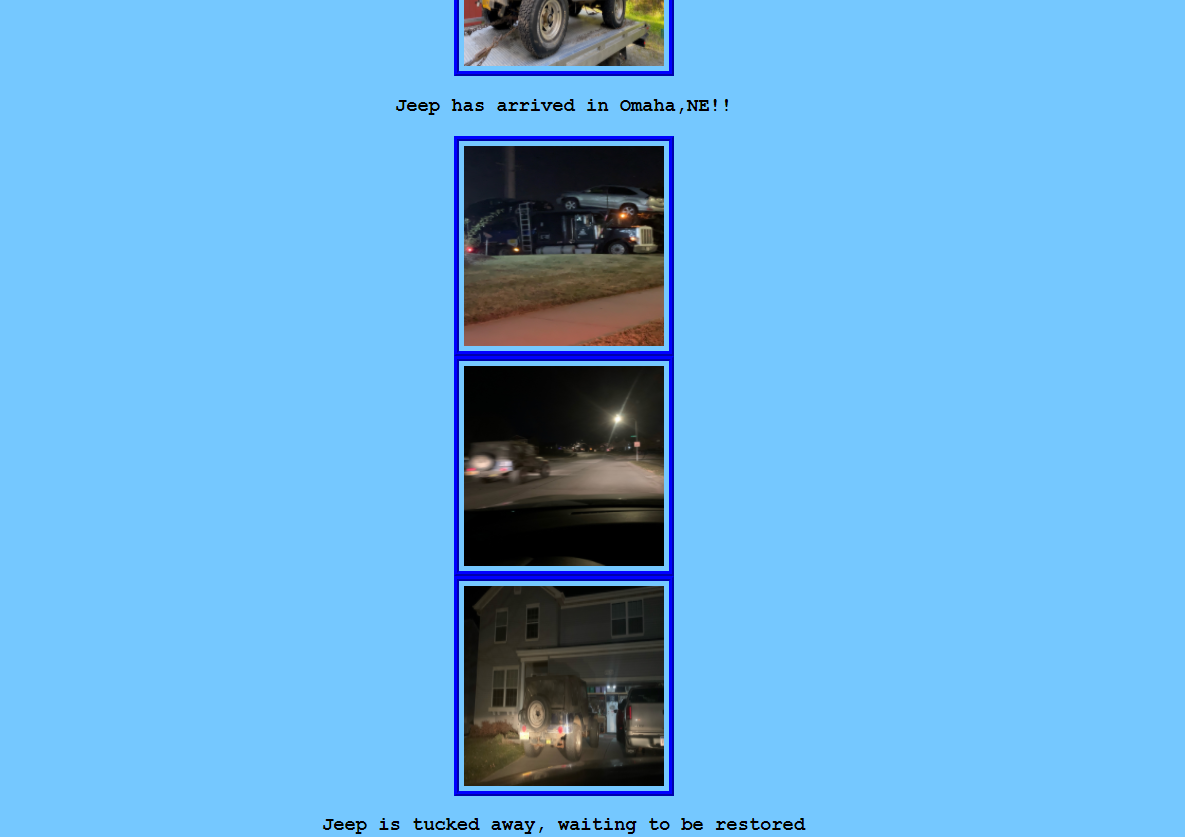 Jeep has arrived in Omaha,NE!!
Jeep is tucked away, waiting to be restored